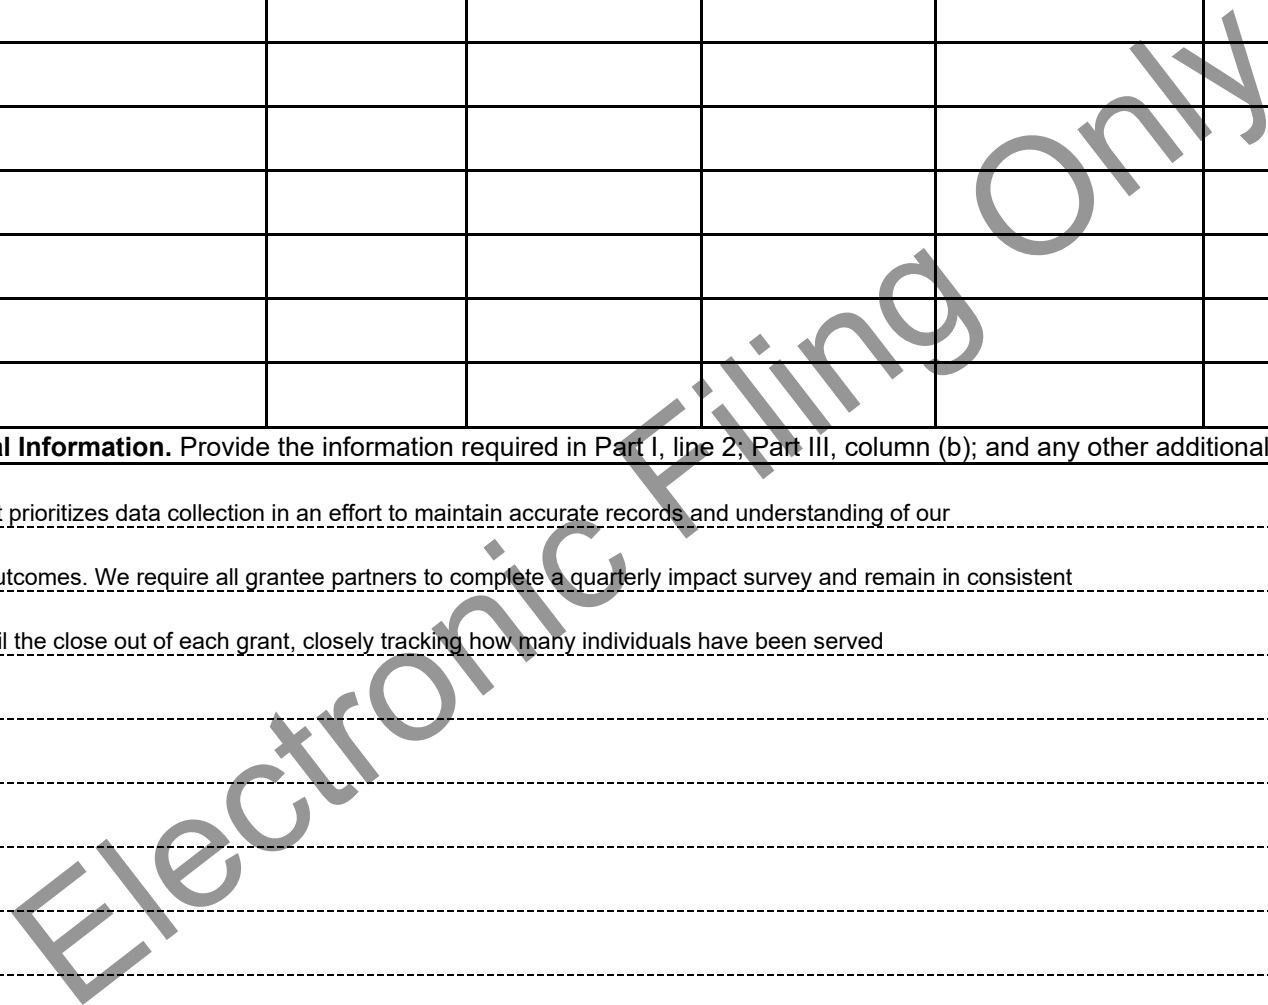 al Information. Provide the information required in Part I, line 2; Part III, column (b); and any other additional
t prioritizes data collection in an effort to maintain accurate records and understanding of our
utcomes. We require all grantee partners to complete a quarterly impact survey and remain in consistent
il the close out of each grant, closely tracking how many individuals have been served
Electronic Filing Only